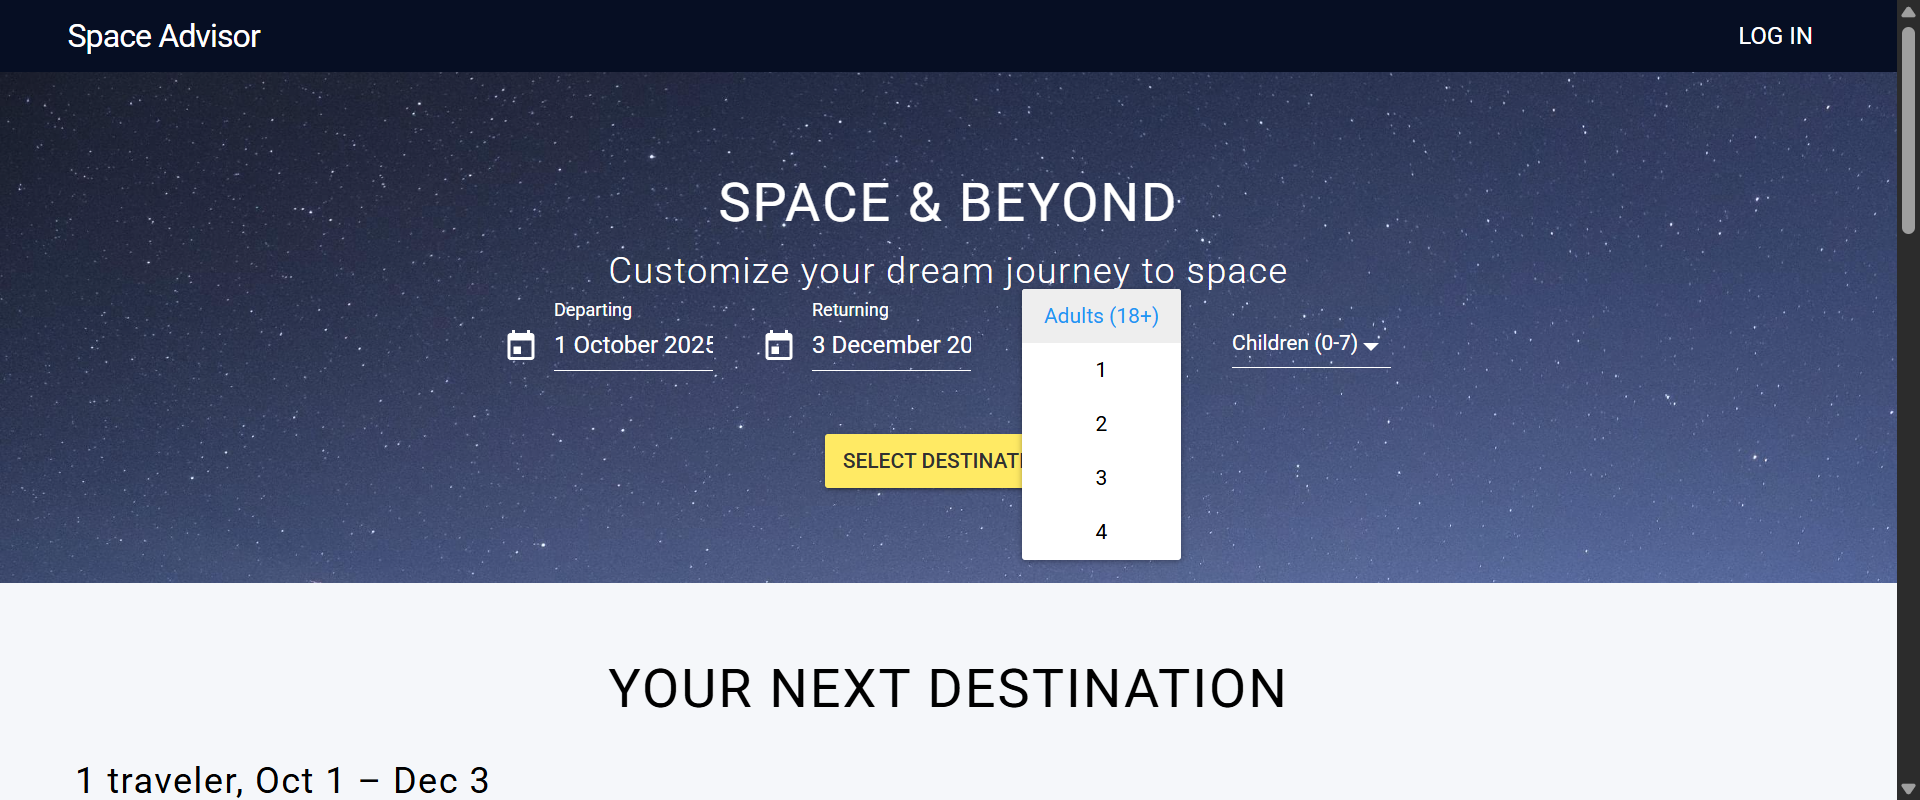 Space Advisor
LOG IN
SPACE & BEYOND
Customize your dream journey to space
Departing
1 October 2025
Returning
3 December 20
Adults (18+)
1
2
3
4
Children (0-7)
SELECT DESTINATI
YOUR NEXT DESTINATION
1 traveler, Oct 1 – Dec 3